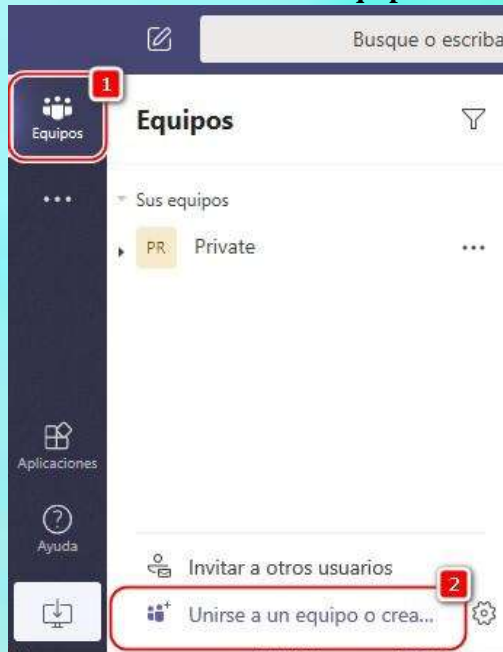 Busque o escriba
1
Equipos
Equipos
Sus equipos
PR Private
Aplicaciones
Ayuda
Invitar a otros usuarios
2
Unirse a un equipo o crea...